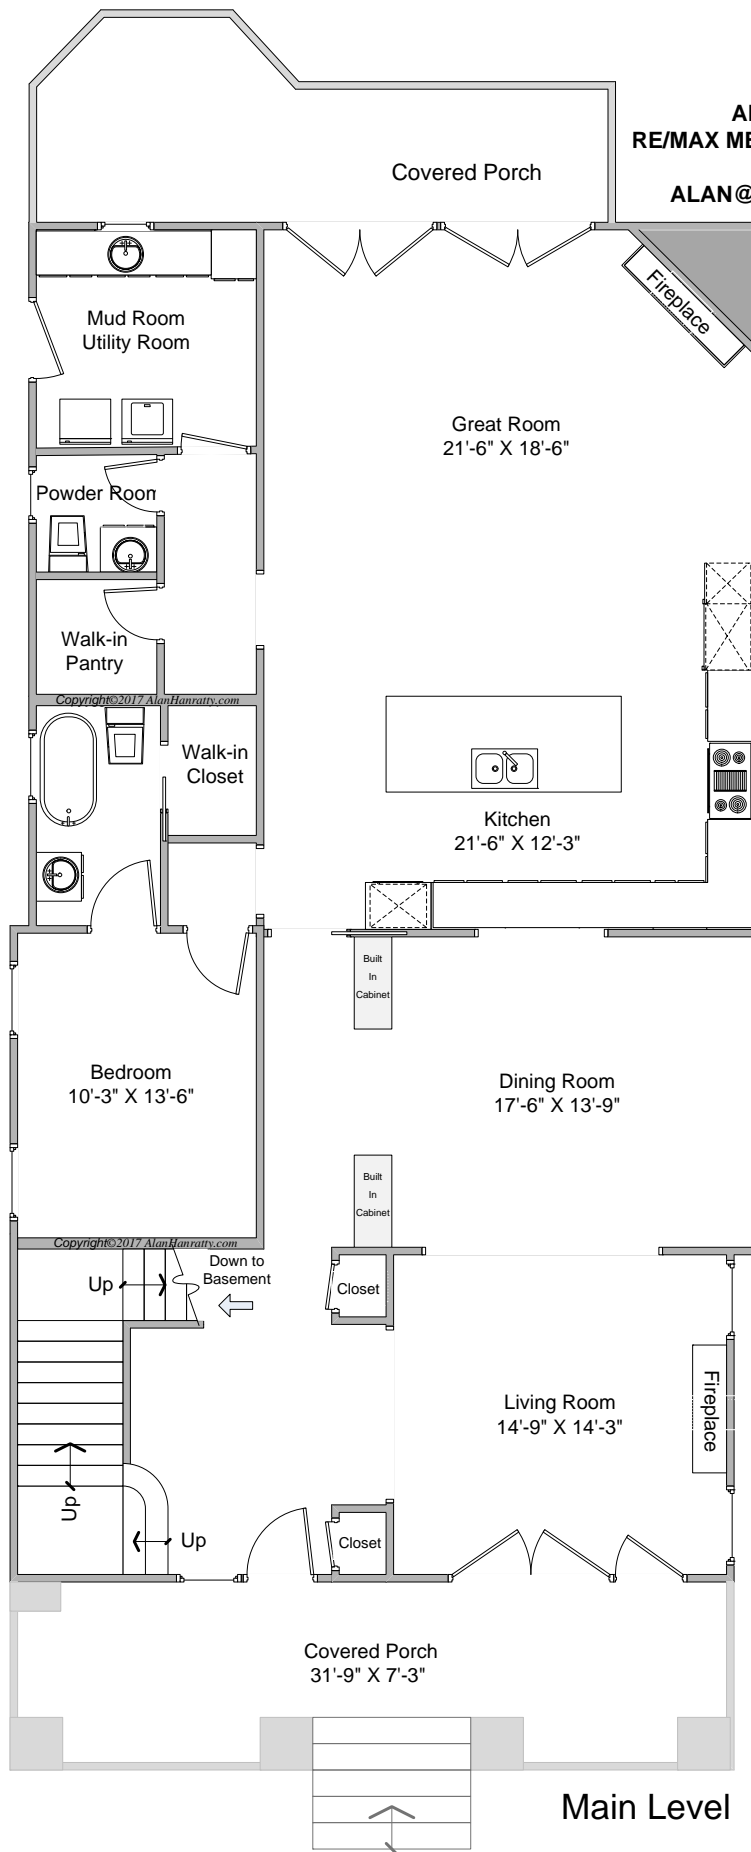 AL
RE/MAX ME
ALAN@
Covered Porch
Fireplace
Mud Room
Utility Room
Great Room
21'-6" X 18'-6"
Powder Room
Walk-in
Pantry
Copyright©2017 AlanHanratty.com
Walk-in
Closet
Kitchen
21'-6" X 12'-3"
Built
In
Cabinet
Bedroom
10'-3" X 13'-6"
Dining Room
17'-6" X 13'-9"
Built
In
Cabinet
Copyright©2017 AlanHanratty.com
Down to
Basement
Up
Closet
Living Room
14'-9" X 14'-3"
Fireplace
Up
Up
Closet
Covered Porch
31'-9" X 7'-3"
Main Level